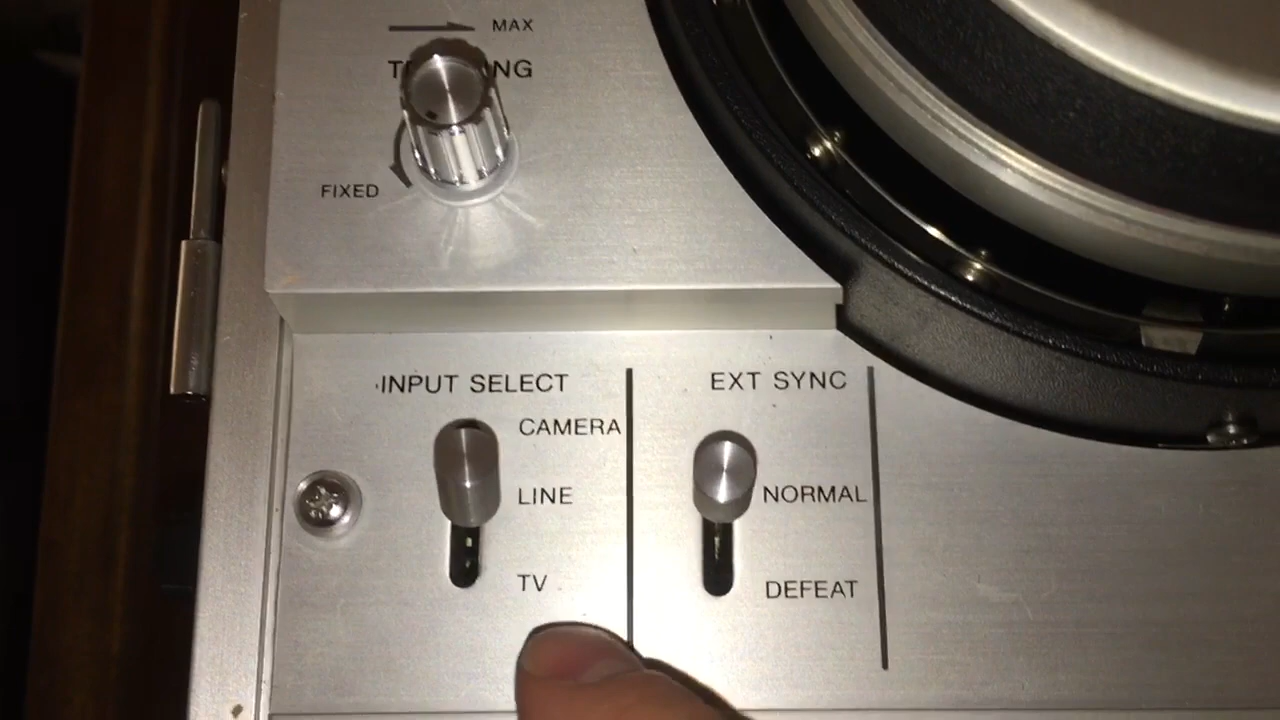 MAX
FIXED
INPUT SELECT
CAMERA
LINE
TV
EXT SYNC
NORMAL
DEFEAT